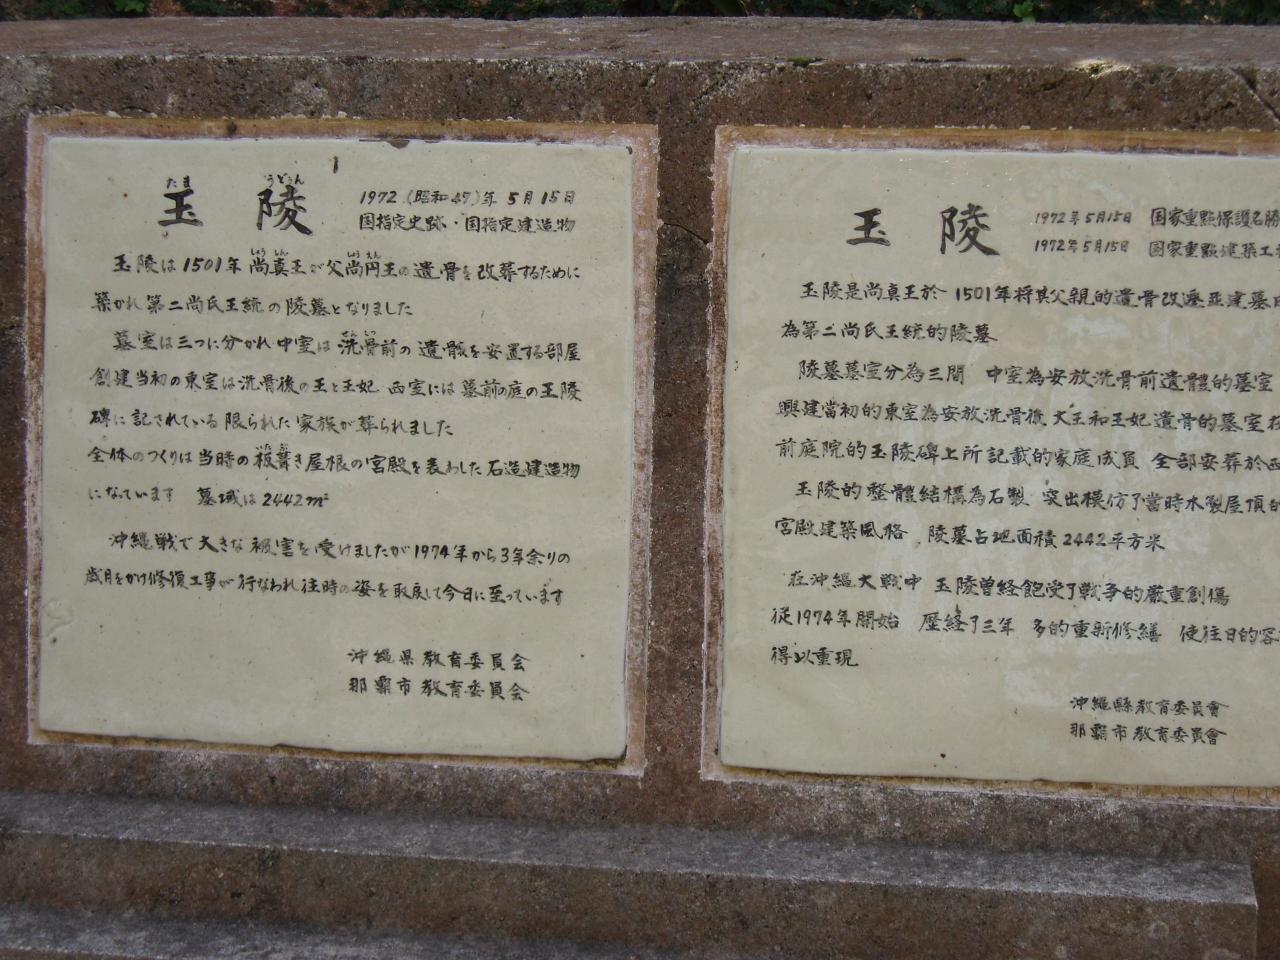 玉陵
たま うどぅん
1972(昭和47)年5月15日
国指定史跡・国指定建造物
玉陵は1501年尚真王が父尚円王の遺骨を改葬するために
しょう しん しょう えん
築かれ第二尚氏王統の陵墓となりました
墓室は三つに分かれ中室は洗骨前の遺骸を安置する部屋
せん こつ
創建当初の東室は洗骨後の王と王妃 西室には墓前の庭の玉陵
碑に記されている限られた家族が葬られました
全体のつくりは当時の板葺き屋根の宮殿を表わした石造建造物
になっています 墓域は2442m²
沖縄戦で大きな被害を受けましたが1974年から3年余りの
歳月をかけ修復工事が行なわれ往時の姿を取戻して今日に至っています
沖縄県教育委員会
那覇市教育委員会
玉陵
1972年5月15日 国家重點保護名勝
1972年5月15日 国家重點建築工
玉陵是尚真王於1501年将其父親的遺骨改遷並建墓
為第二尚氏王統的陵墓
陵墓墓室分為三間 中室為安放洗骨前遺體的墓室
興建當初的東室為安放洗骨後 大王和王妃遺骨的墓室
前庭院的玉陵碑上所記載的家庭成員 全部安葬於西
玉陵的整體結構為石製 突出模仿了當時木製屋頂的
宮殿建築風格 陵墓占地面積2442平方米
在沖縄大戦中 玉陵曽経飽受了戦争的厳重創傷
従1974年開始 歴経了三年多的重新修繕 使往日的容
得以重現
沖縄縣教育委員會
那霸市教育委員會